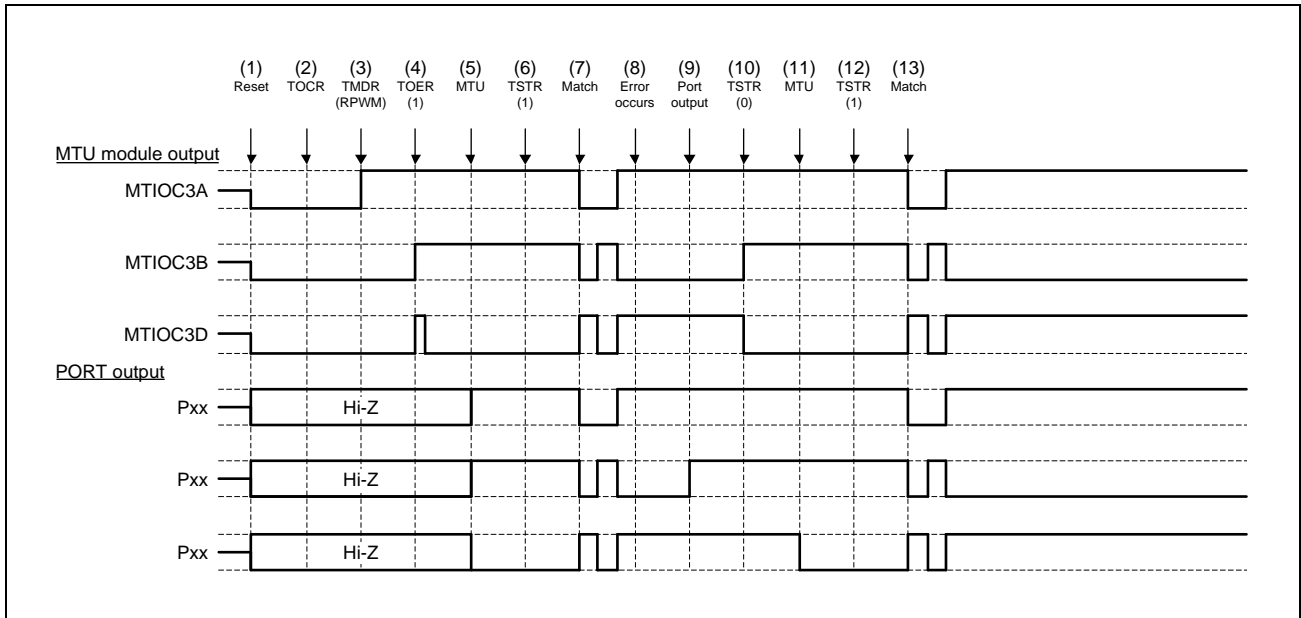 (1) (2) (3) (4) (5) (6) (7) (8) (9) (10) (11) (12) (13)
Reset TOCR TMDR TOER MTU TSTR Match Error Port TSTR MTU TSTR Match
(RPWM) (1) (1) occurs output (0) (1)
MTU module output
MTIOC3A
MTIOC3B
MTIOC3D
PORT output
Pxx Hi-Z
Pxx Hi-Z
Pxx Hi-Z